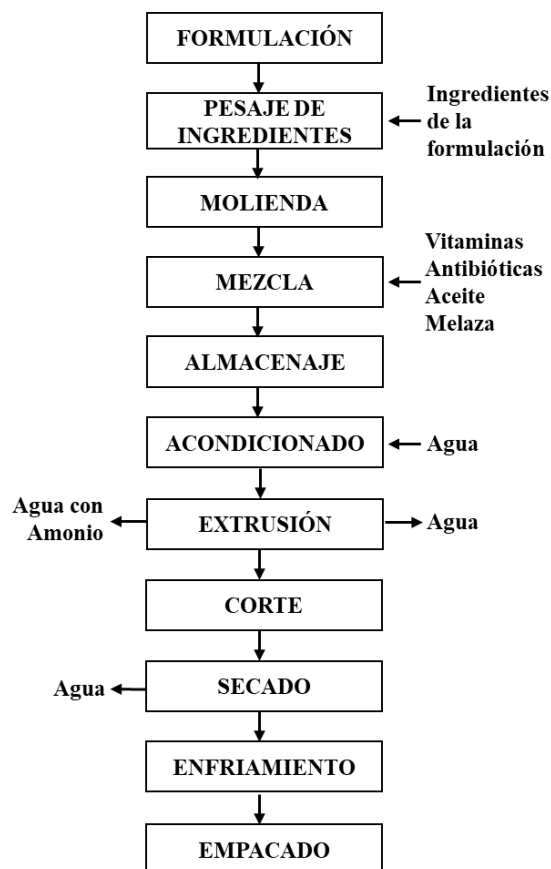 FORMULACIÓN
PESAJE DE
INGREDIENTES
Ingredientes
de la
formulación
MOLIENDA
MEZCLA
Vitaminas
Antibióticas
Aceite
Melaza
ALMACENAJE
ACONDICIONADO
Agua
Agua con
Amonio
EXTRUSIÓN
Agua
CORTE
Agua
SECADO
ENFRIAMIENTO
EMPACADO